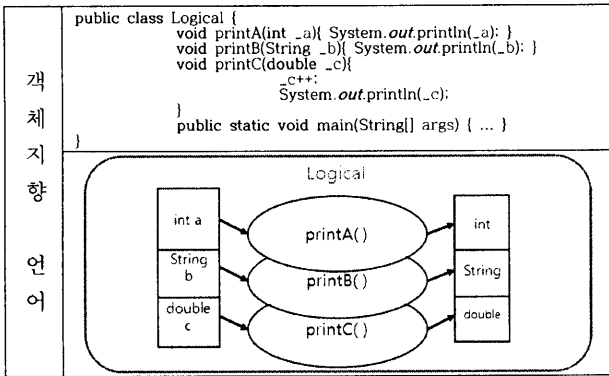 객체지향 언어
public class Logical {
void printA(int _a){ System.out.println(_a); }
void printB(String _b){ System.out.println(_b); }
void printC(double _c){
_c++;
System.out.println(_c);
}
public static void main(String[] args) { ... }
}
Logical
int a
printA()
int
String
b
printB()
String
double
c
printC()
double